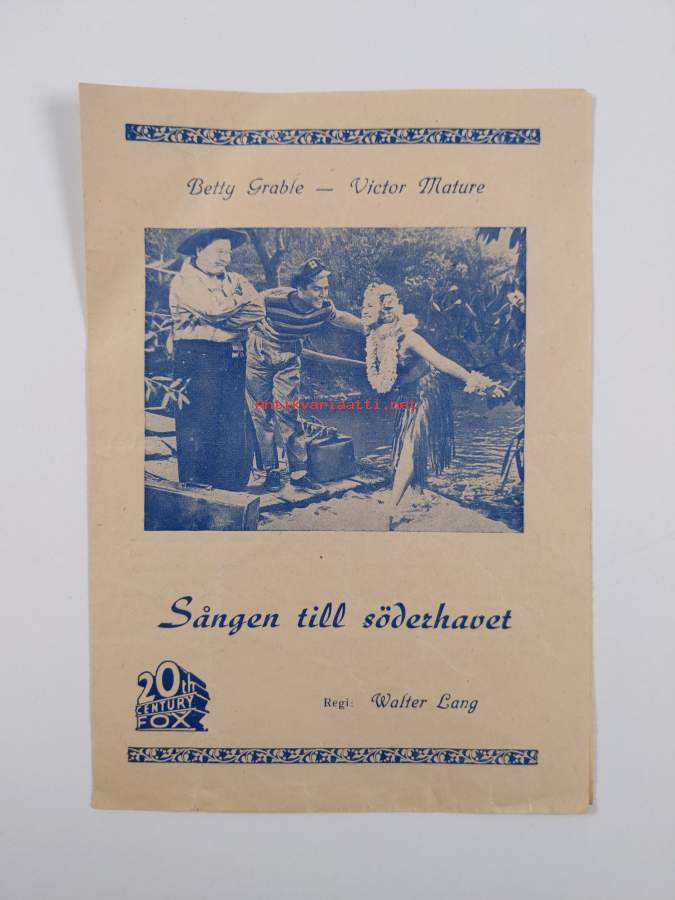 Betty Grable — Victor Mature
Antikvariaatti.net
Sången till söderhavet
20th
CENTURY
FOX
Regi: Walter Lang